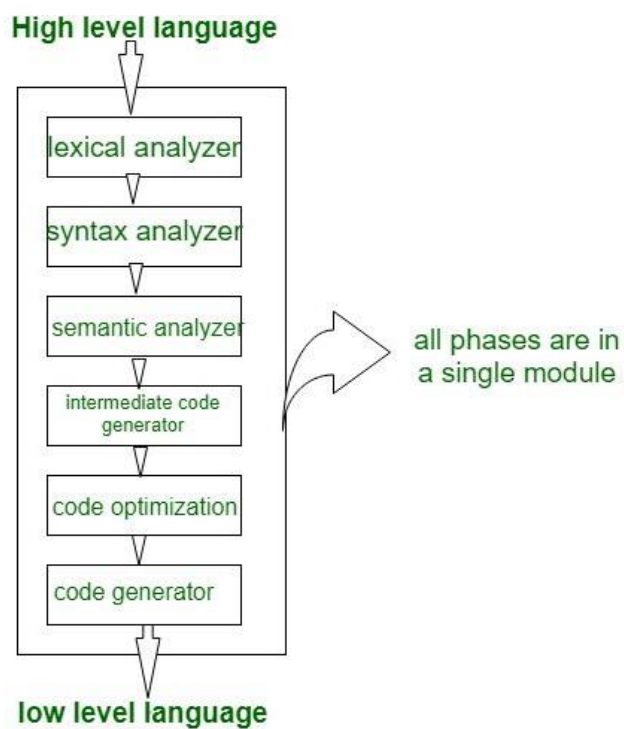 High level language
lexical analyzer
syntax analyzer
semantic analyzer
intermediate code
generator
code optimization
code generator
low level language
all phases are in
a single module